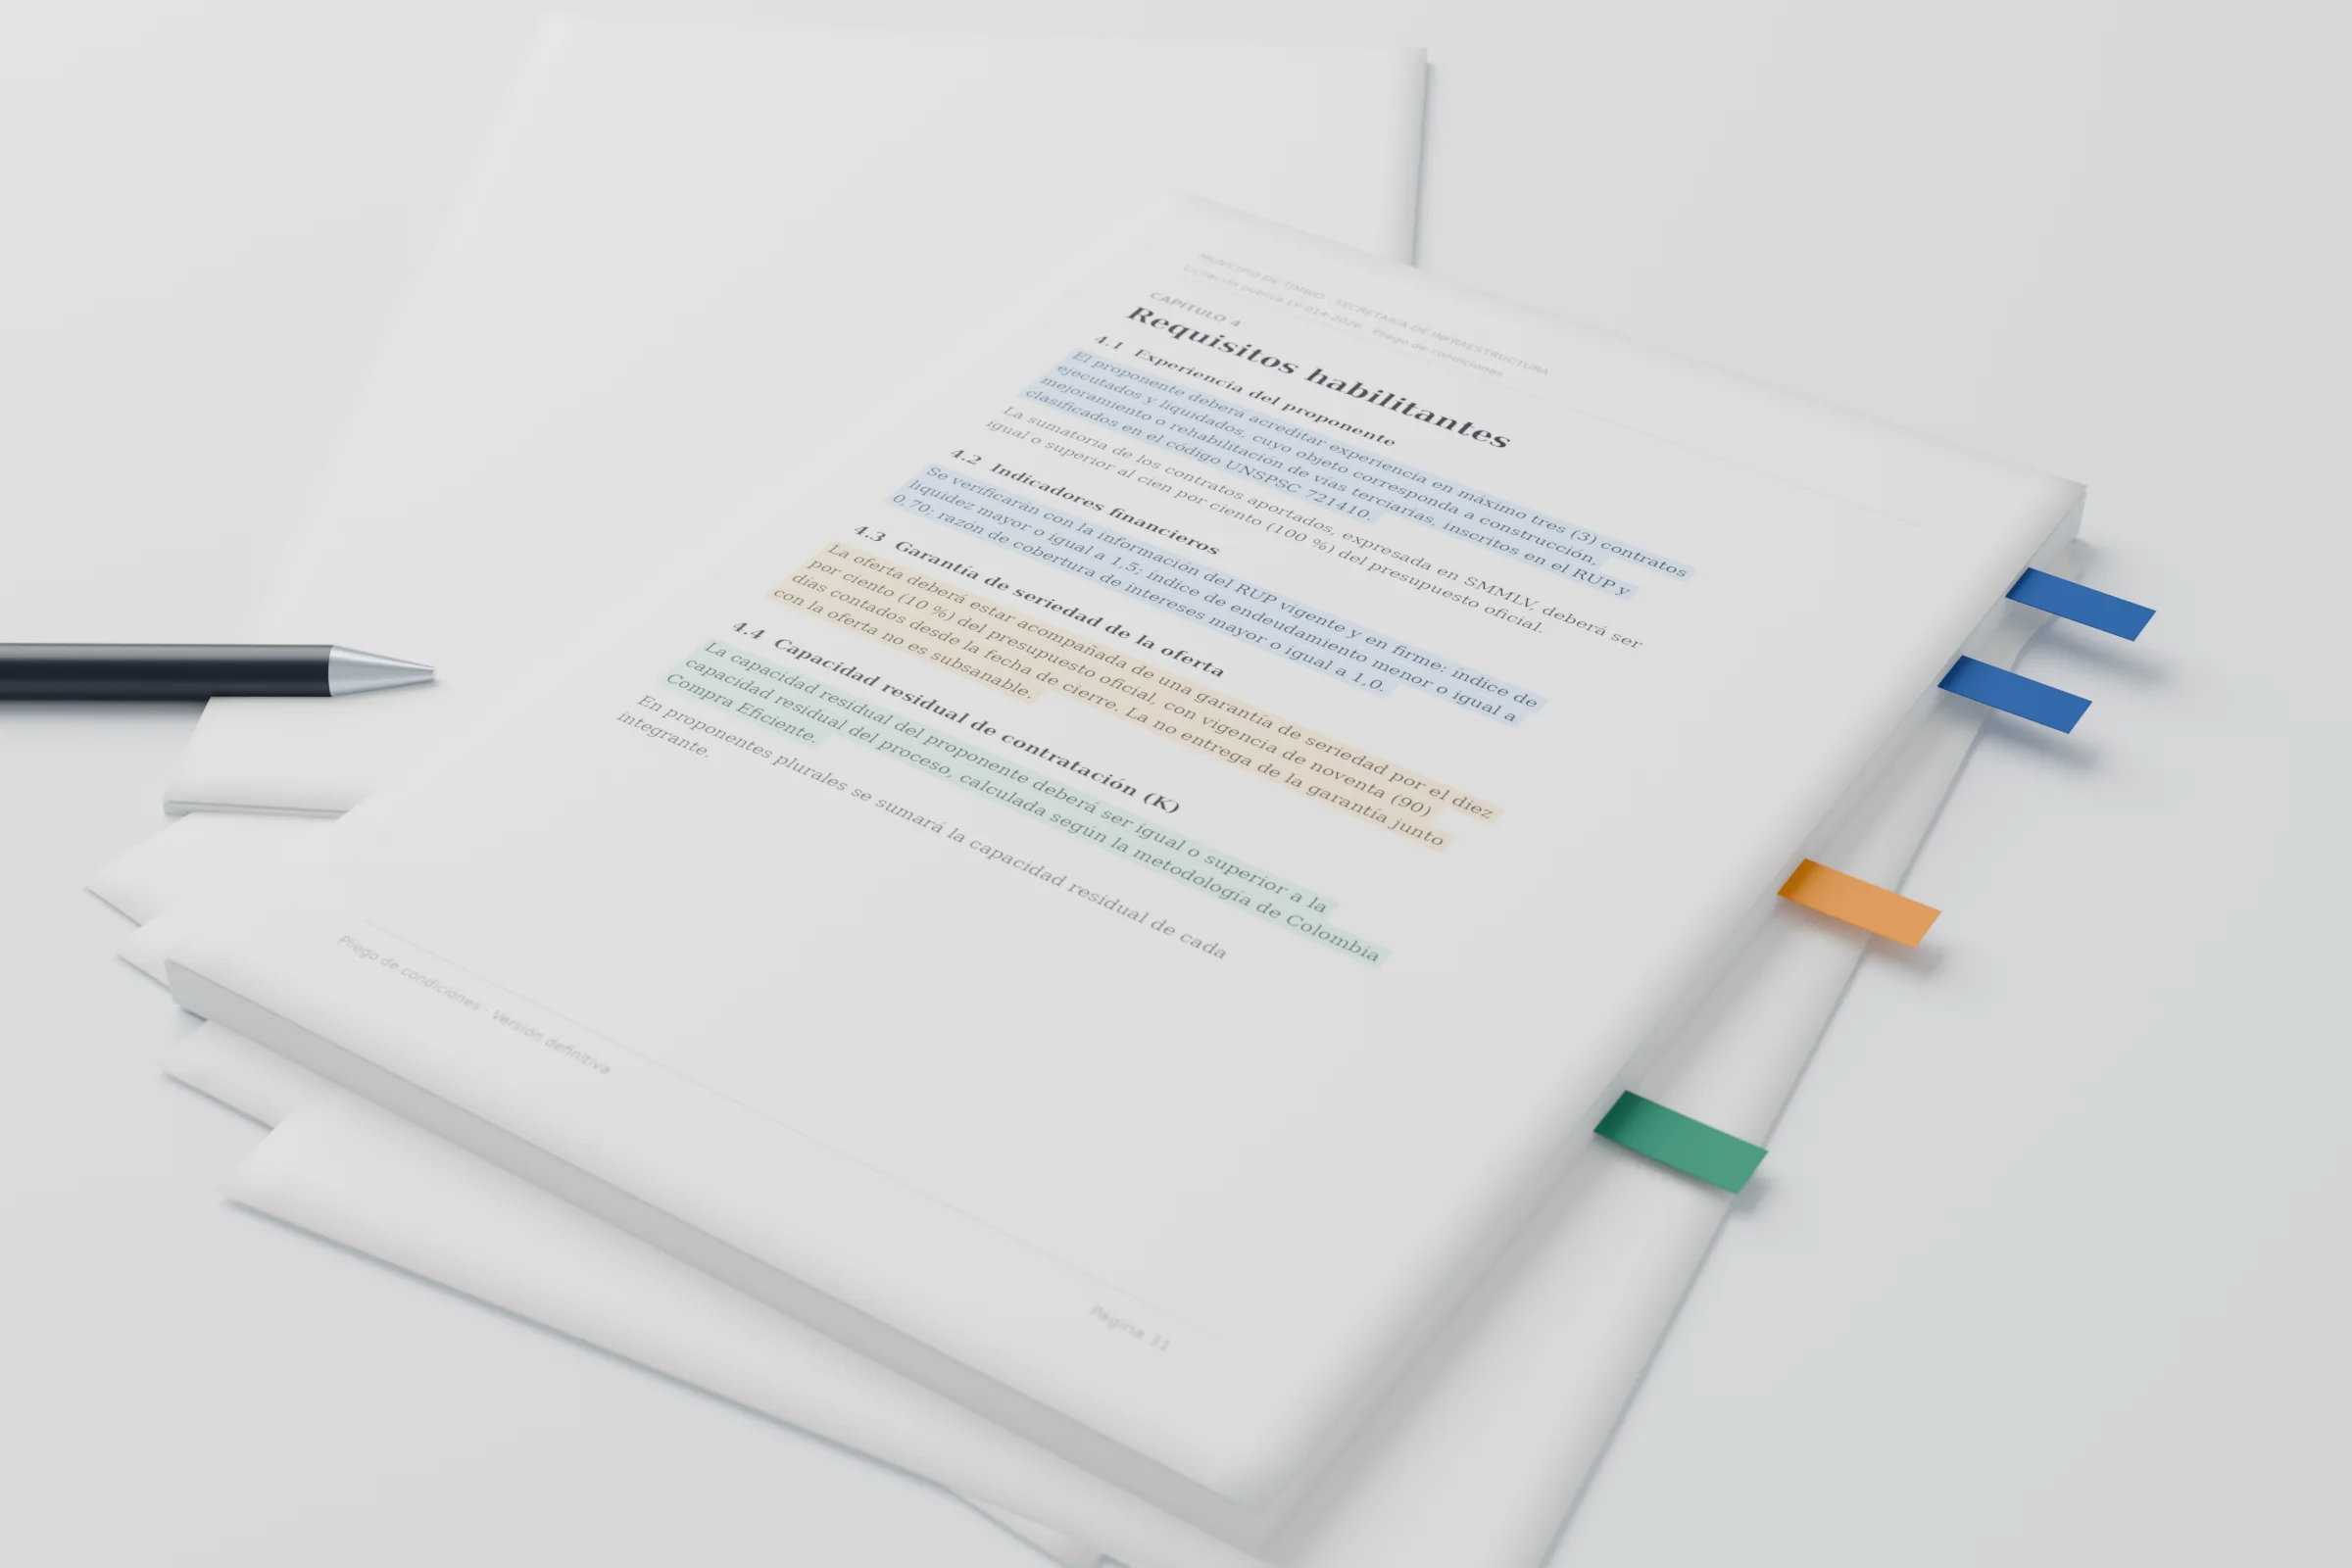 MUNICIPIO DE TIMBÍO · SECRETARÍA DE INFRAESTRUCTURA
Licitación pública LP-014-2026 · Pliego de condiciones
CAPÍTULO 4
Requisitos habilitantes
4.1 Experiencia del proponente
El proponente deberá acreditar experiencia en máximo tres (3) contratos
ejecutados y liquidados, cuyo objeto corresponda a construcción,
mejoramiento o rehabilitación de vías terciarias, inscritos en el RUP y
clasificados en el código UNSPSC 721410.
La sumatoria de los contratos aportados, expresada en SMMLV, deberá ser
igual o superior al cien por ciento (100 %) del presupuesto oficial.
4.2 Indicadores financieros
Se verificarán con la información del RUP vigente y en firme: índice de
liquidez mayor o igual a 1,5; índice de endeudamiento menor o igual a
0,70; razón de cobertura de intereses mayor o igual a 1,0.
4.3 Garantía de seriedad de la oferta
La oferta deberá estar acompañada de una garantía de seriedad por el diez
por ciento (10 %) del presupuesto oficial, con vigencia de noventa (90)
días contados desde la fecha de cierre. La no entrega de la garantía junto
con la oferta no es subsanable.
4.4 Capacidad residual de contratación (K)
La capacidad residual del proponente deberá ser igual o superior a la
capacidad residual del proceso, calculada según la metodología de Colombia
Compra Eficiente.
En proponentes plurales se sumará la capacidad residual de cada
integrante.
Pliego de condiciones · Versión definitiva
Página 31